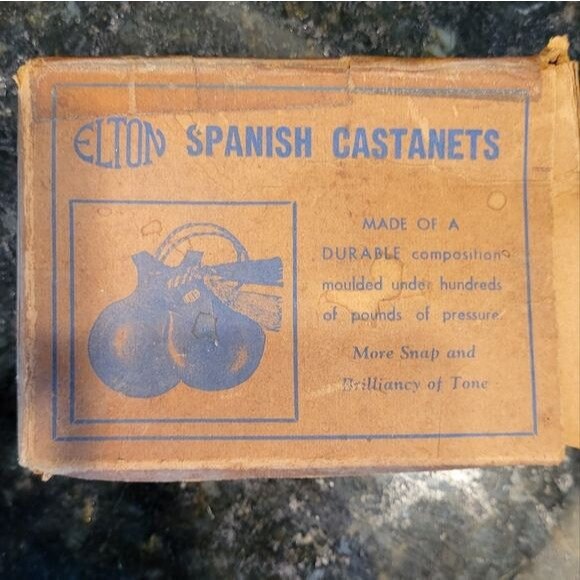 ELTON SPANISH CASTANETS
MADE OF A
DURABLE composition
moulded under hundreds
of pounds of pressure.
More Snap and
Brilliancy of Tone